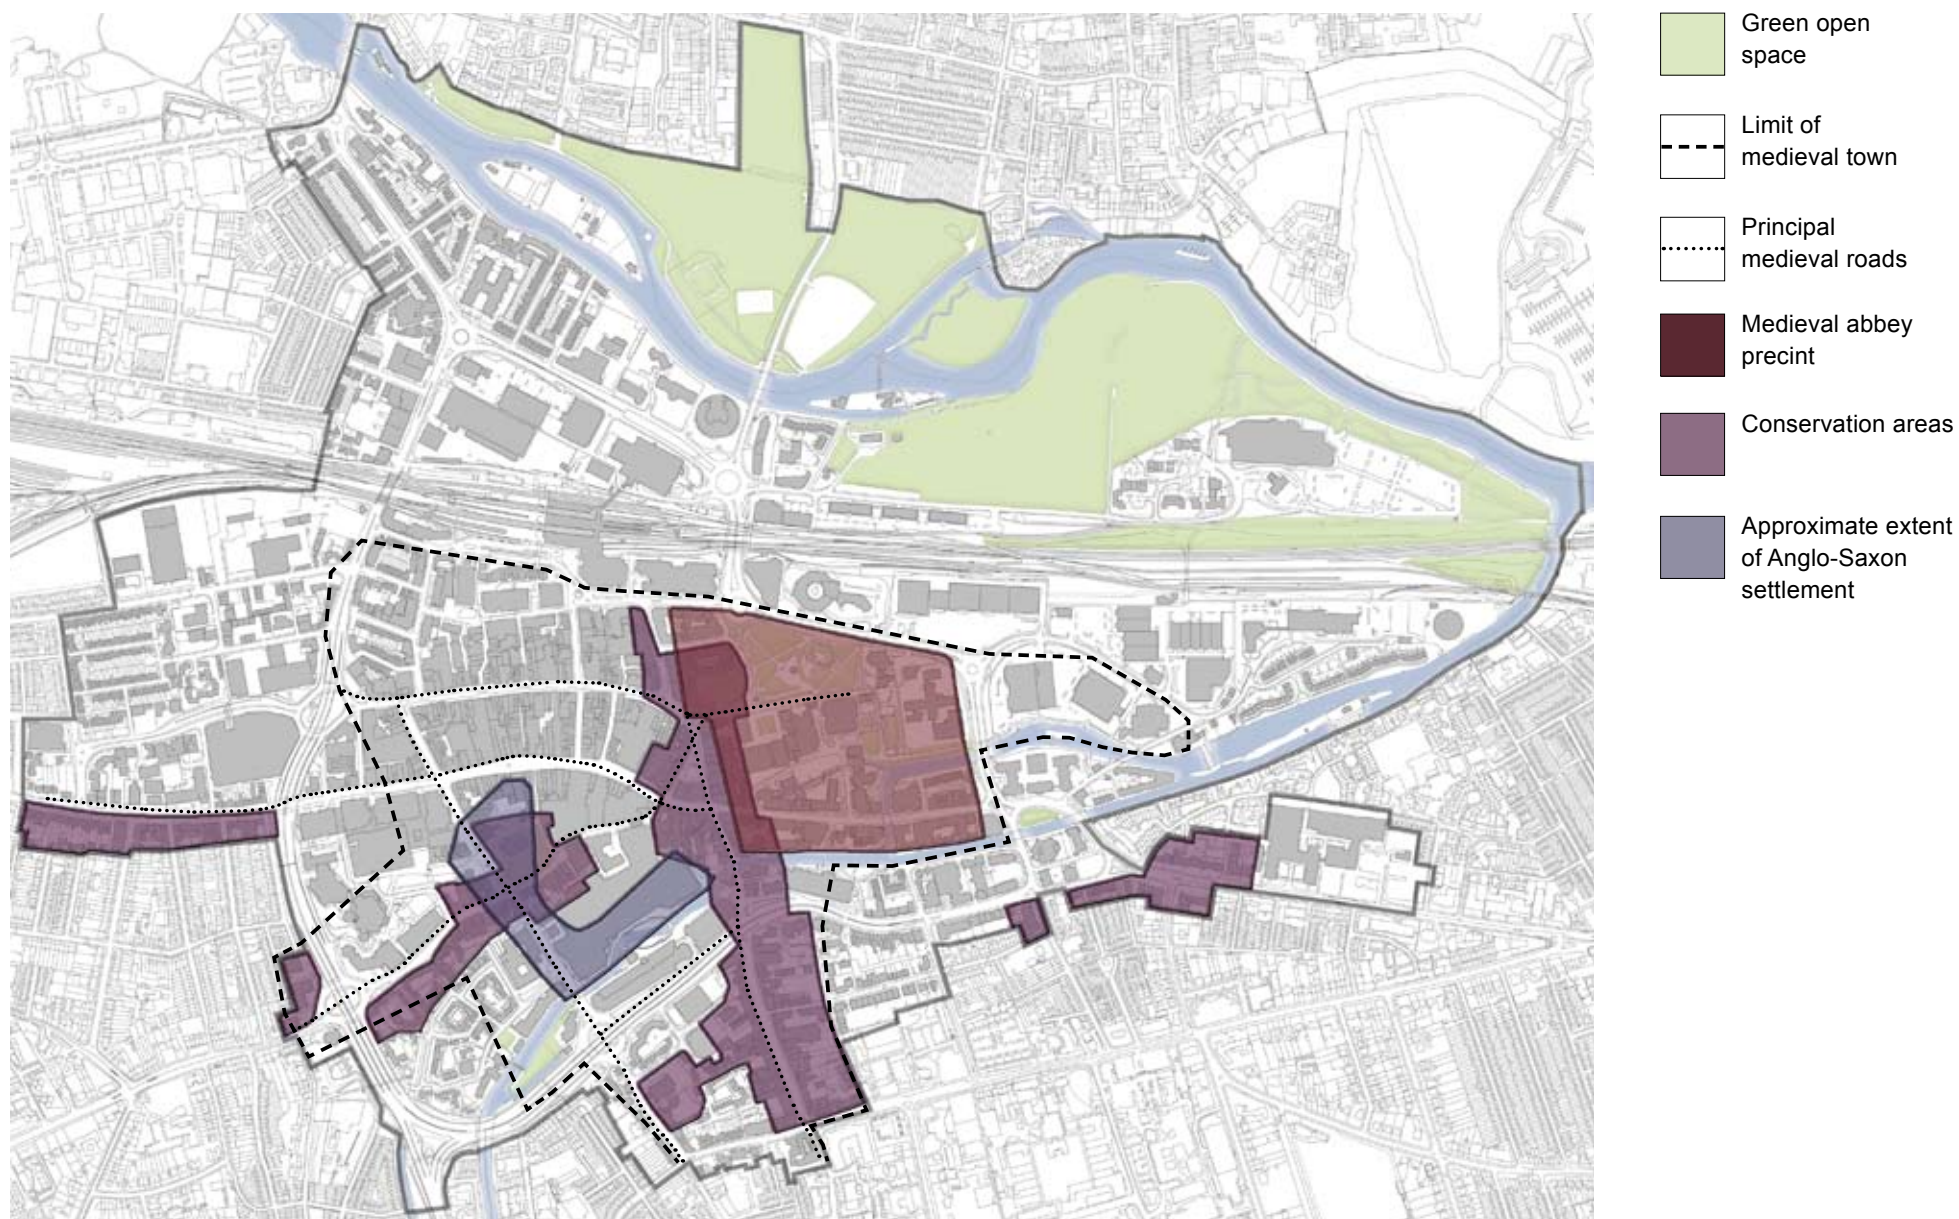 Green open
space
Limit of
medieval town
Principal
medieval roads
Medieval abbey
precint
Conservation areas
Approximate extent
of Anglo-Saxon
settlement